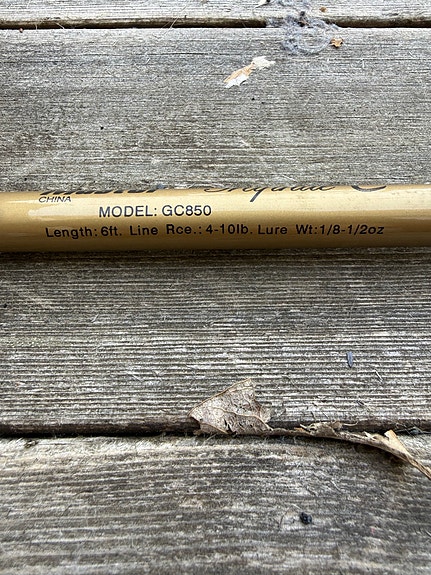 CHINA
MODEL: GC850
Length: 6ft. Line Rce.: 4-10lb. Lure Wt:1/8-1/2oz